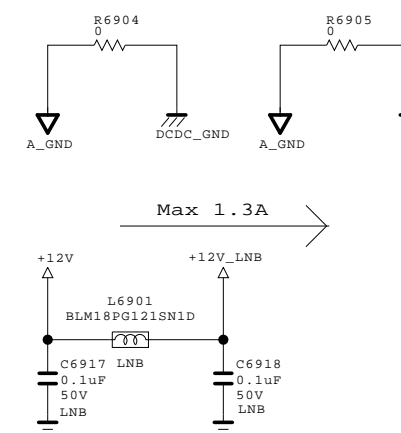 R6904
0
R6905
0
A_GND
DCDC_GND
A_GND
Max 1.3A
+12V
+12V_LNB
L6901
BLM18PG121SN1D
C6917
0.1uF
50V
LNB
LNB
C6918
0.1uF
50V
LNB